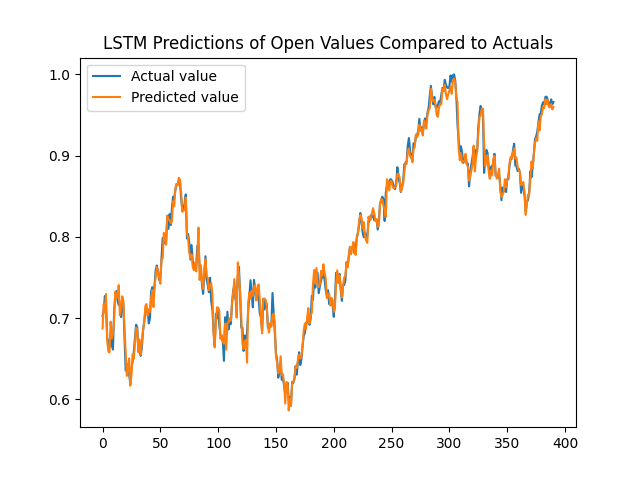 LSTM Predictions of Open Values Compared to Actuals
Actual value
Predicted value
1.0
0.9
0.8
0.7
0.6
0 50 100 150 200 250 300 350 400